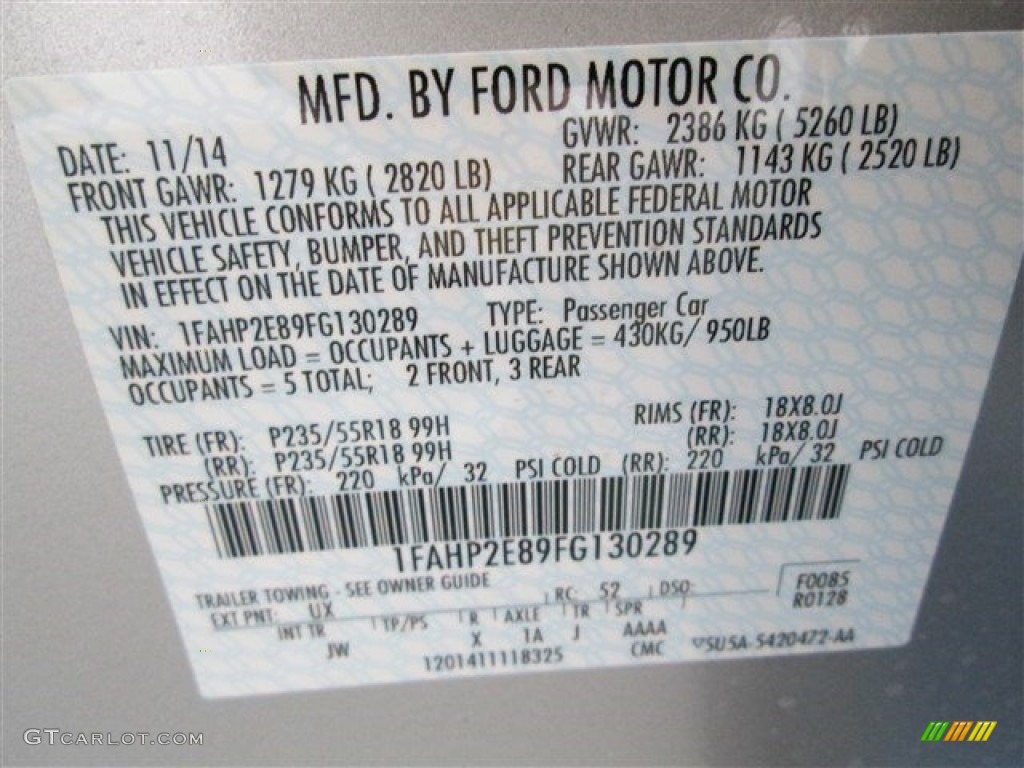 MFD. BY FORD MOTOR CO.
DATE: 11/14 GVWR: 2386 KG ( 5260 LB)
FRONT GAWR: 1279 KG ( 2820 LB) REAR GAWR: 1143 KG ( 2520 LB)
THIS VEHICLE CONFORMS TO ALL APPLICABLE FEDERAL MOTOR
VEHICLE SAFETY, BUMPER, AND THEFT PREVENTION STANDARDS
IN EFFECT ON THE DATE OF MANUFACTURE SHOWN ABOVE.
VIN: 1FAHP2E89FG130289 TYPE: Passenger Car
MAXIMUM LOAD = OCCUPANTS + LUGGAGE = 430KG/ 950LB
OCCUPANTS = 5 TOTAL; 2 FRONT, 3 REAR
TIRE (FR): P235/55R18 99H RIMS (FR): 18X8.0J
(RR): P235/55R18 99H (RR): 18X8.0J
PRESSURE (FR): 220 kPa/ 32 PSI COLD (RR): 220 kPa/ 32 PSI COLD
1FAHP2E89FG130289
TRAILER TOWING - SEE OWNER GUIDE
EXT PNT: UX RC: 52 DSO: F0085
R0128
INT TR TP/PS R AXLE TR SPR
JW X 1A J AAAA
1201411118325 CMC 5U5A-5420472-AA
GTCARLOT.COM